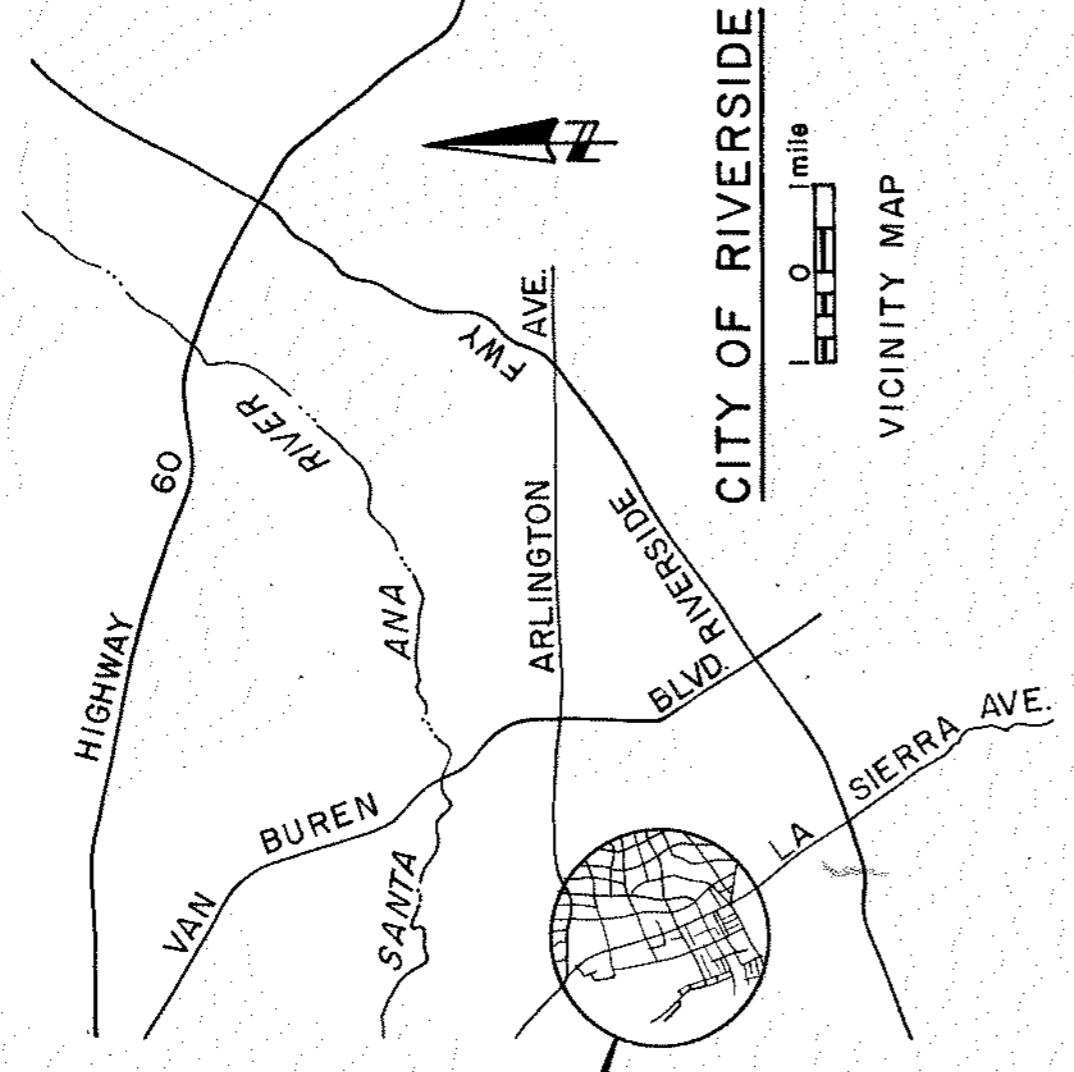 HIGHWAY 60
VAN BUREN BLVD.
SANTA ANA RIVER
ARLINGTON AVE.
RIVERSIDE FWY
LA SIERRA AVE.
N
CITY OF RIVERSIDE
1 0 1 mile
VICINITY MAP